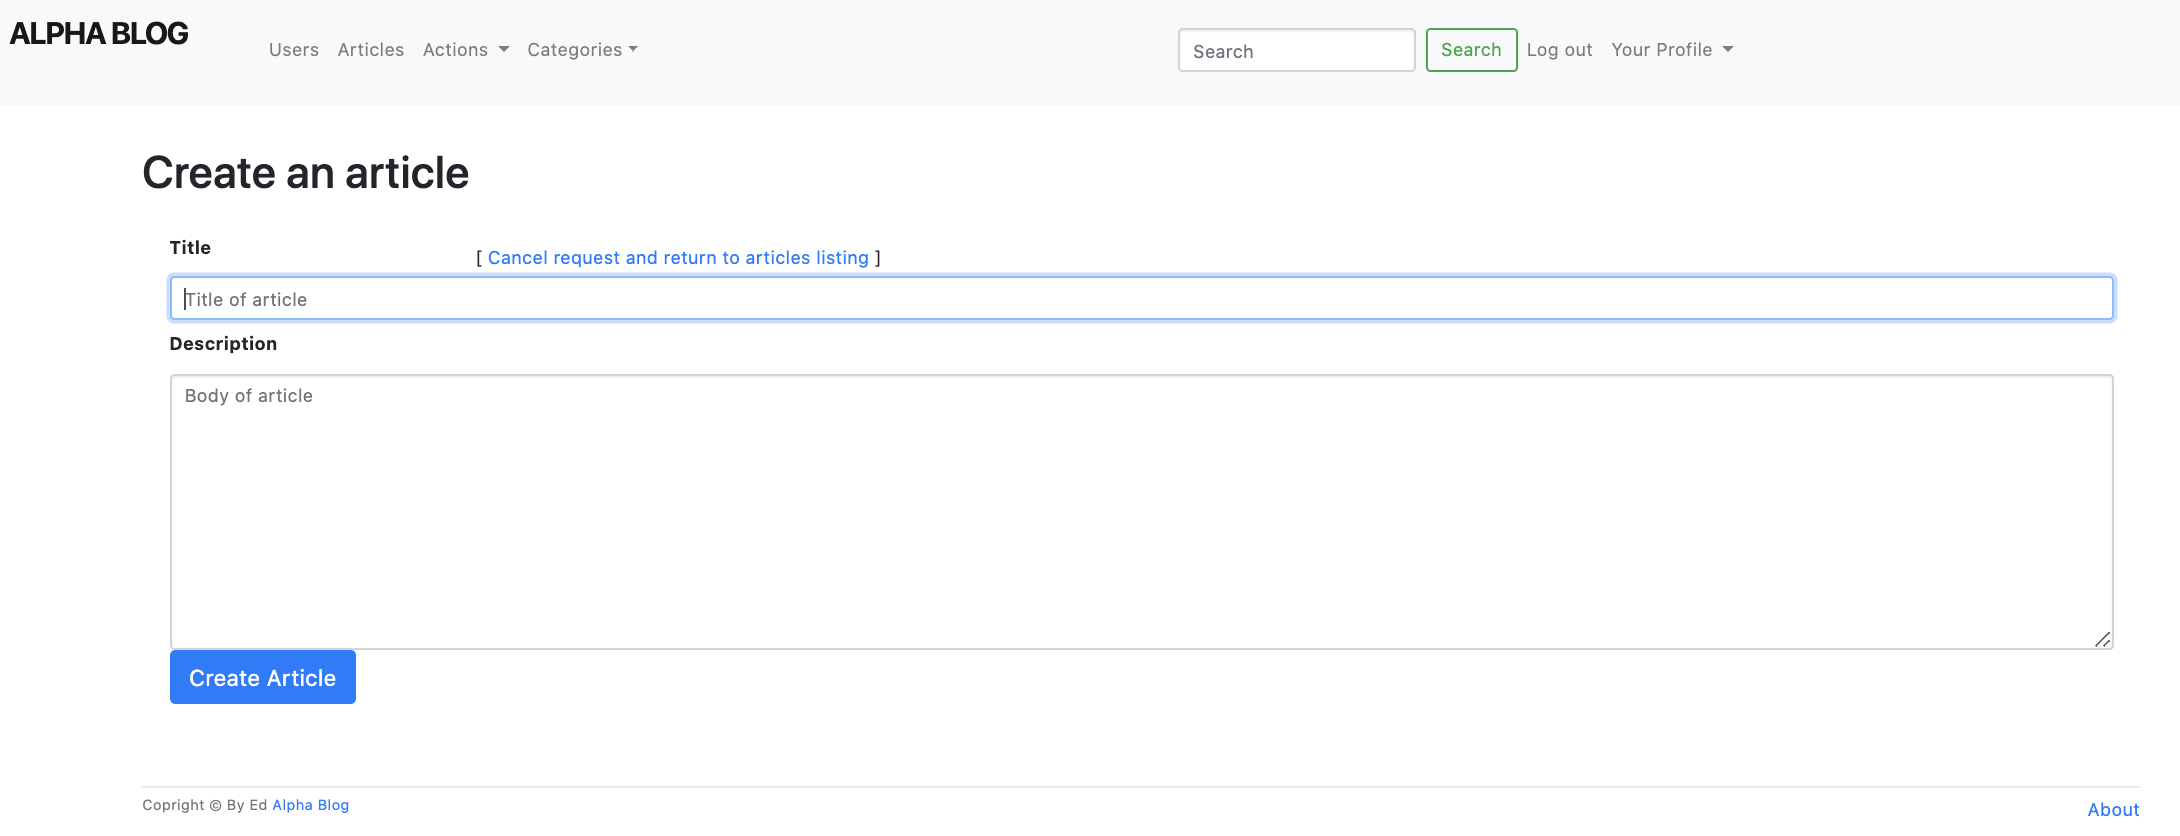 ALPHA BLOG
Users Articles Actions Categories Search Search Log out Your Profile
Create an article
Title
[ Cancel request and return to articles listing ]
Title of article
Description
Body of article
Create Article
Copright © By Ed Alpha Blog
About